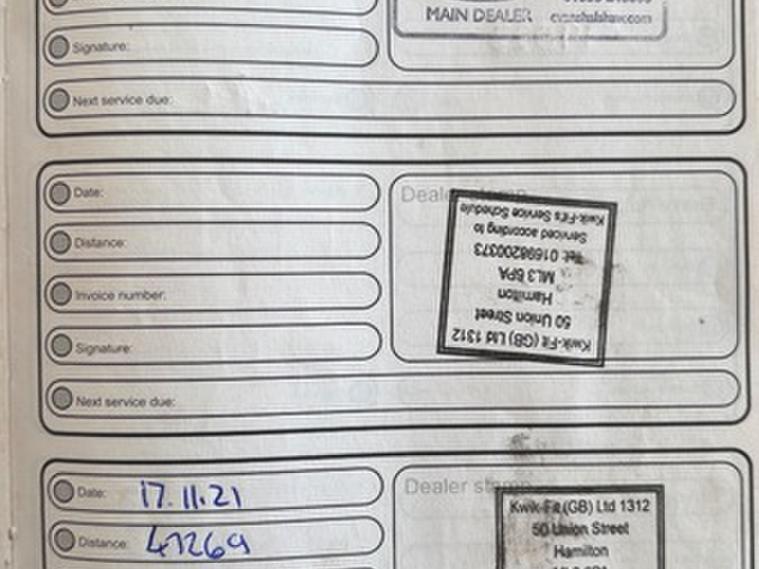 MAIN DEALER evanshalshaw.com
Signature:
Next service due:
Date:
Distance:
Invoice number:
Signature:
Next service due:
Dealer stamp
Kwik-Fit (GB) Ltd 1312
50 Union Street
Hamilton
ML3 6PA
Tel: 01698200373
Serviced according to
Kwik-Fit's Service Schedule
Date: 17.11.21
Distance: 47269
Dealer stamp
Kwik-Fit (GB) Ltd 1312
50 Union Street
Hamilton